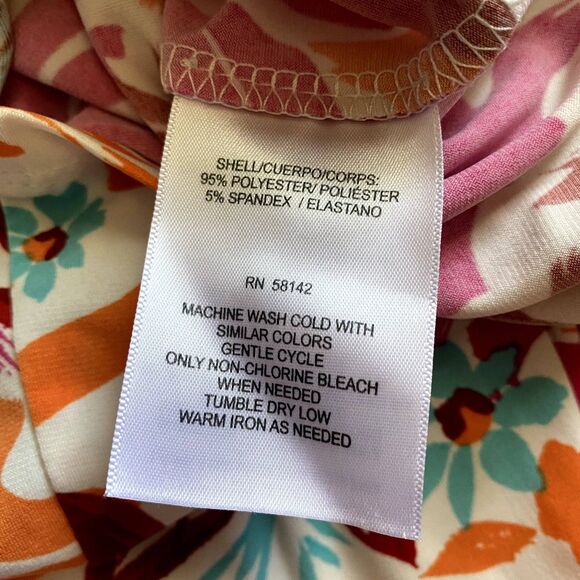 SHELL/CUERPO/CORPS:
95% POLYESTER/ POLIÉSTER
5% SPANDEX / ELASTANO
RN 58142
MACHINE WASH COLD WITH
SIMILAR COLORS
GENTLE CYCLE
ONLY NON-CHLORINE BLEACH
WHEN NEEDED
TUMBLE DRY LOW
WARM IRON AS NEEDED